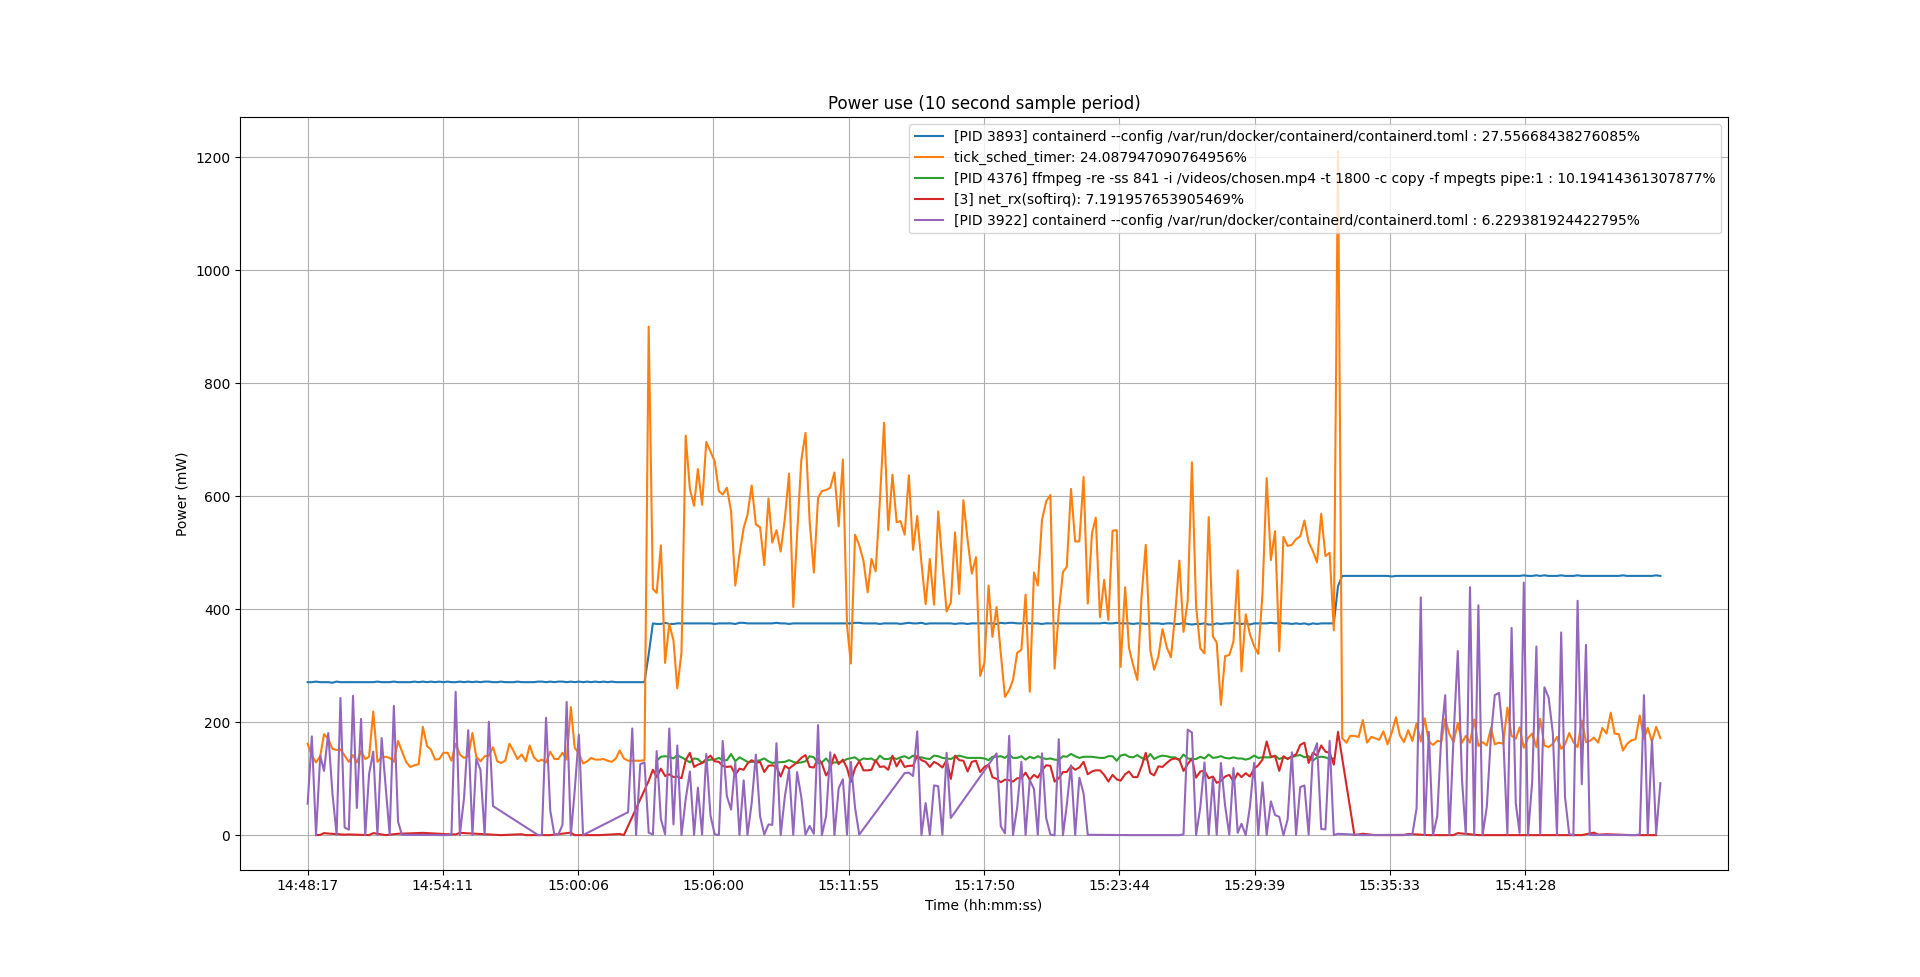 Power use (10 second sample period)
[PID 3893] containerd --config /var/run/docker/containerd/containerd.toml : 27.55668438276085%
tick_sched_timer: 24.087947090764956%
[PID 4376] ffmpeg -re -ss 841 -i /videos/chosen.mp4 -t 1800 -c copy -f mpegts pipe:1 : 10.19414361307877%
[3] net_rx(softirq): 7.191957653905469%
[PID 3922] containerd --config /var/run/docker/containerd/containerd.toml : 6.229381924422795%
Power (mW)
1200
1000
800
600
400
200
0
14:48:17 14:54:11 15:00:06 15:06:00 15:11:55 15:17:50 15:23:44 15:29:39 15:35:33 15:41:28
Time (hh:mm:ss)